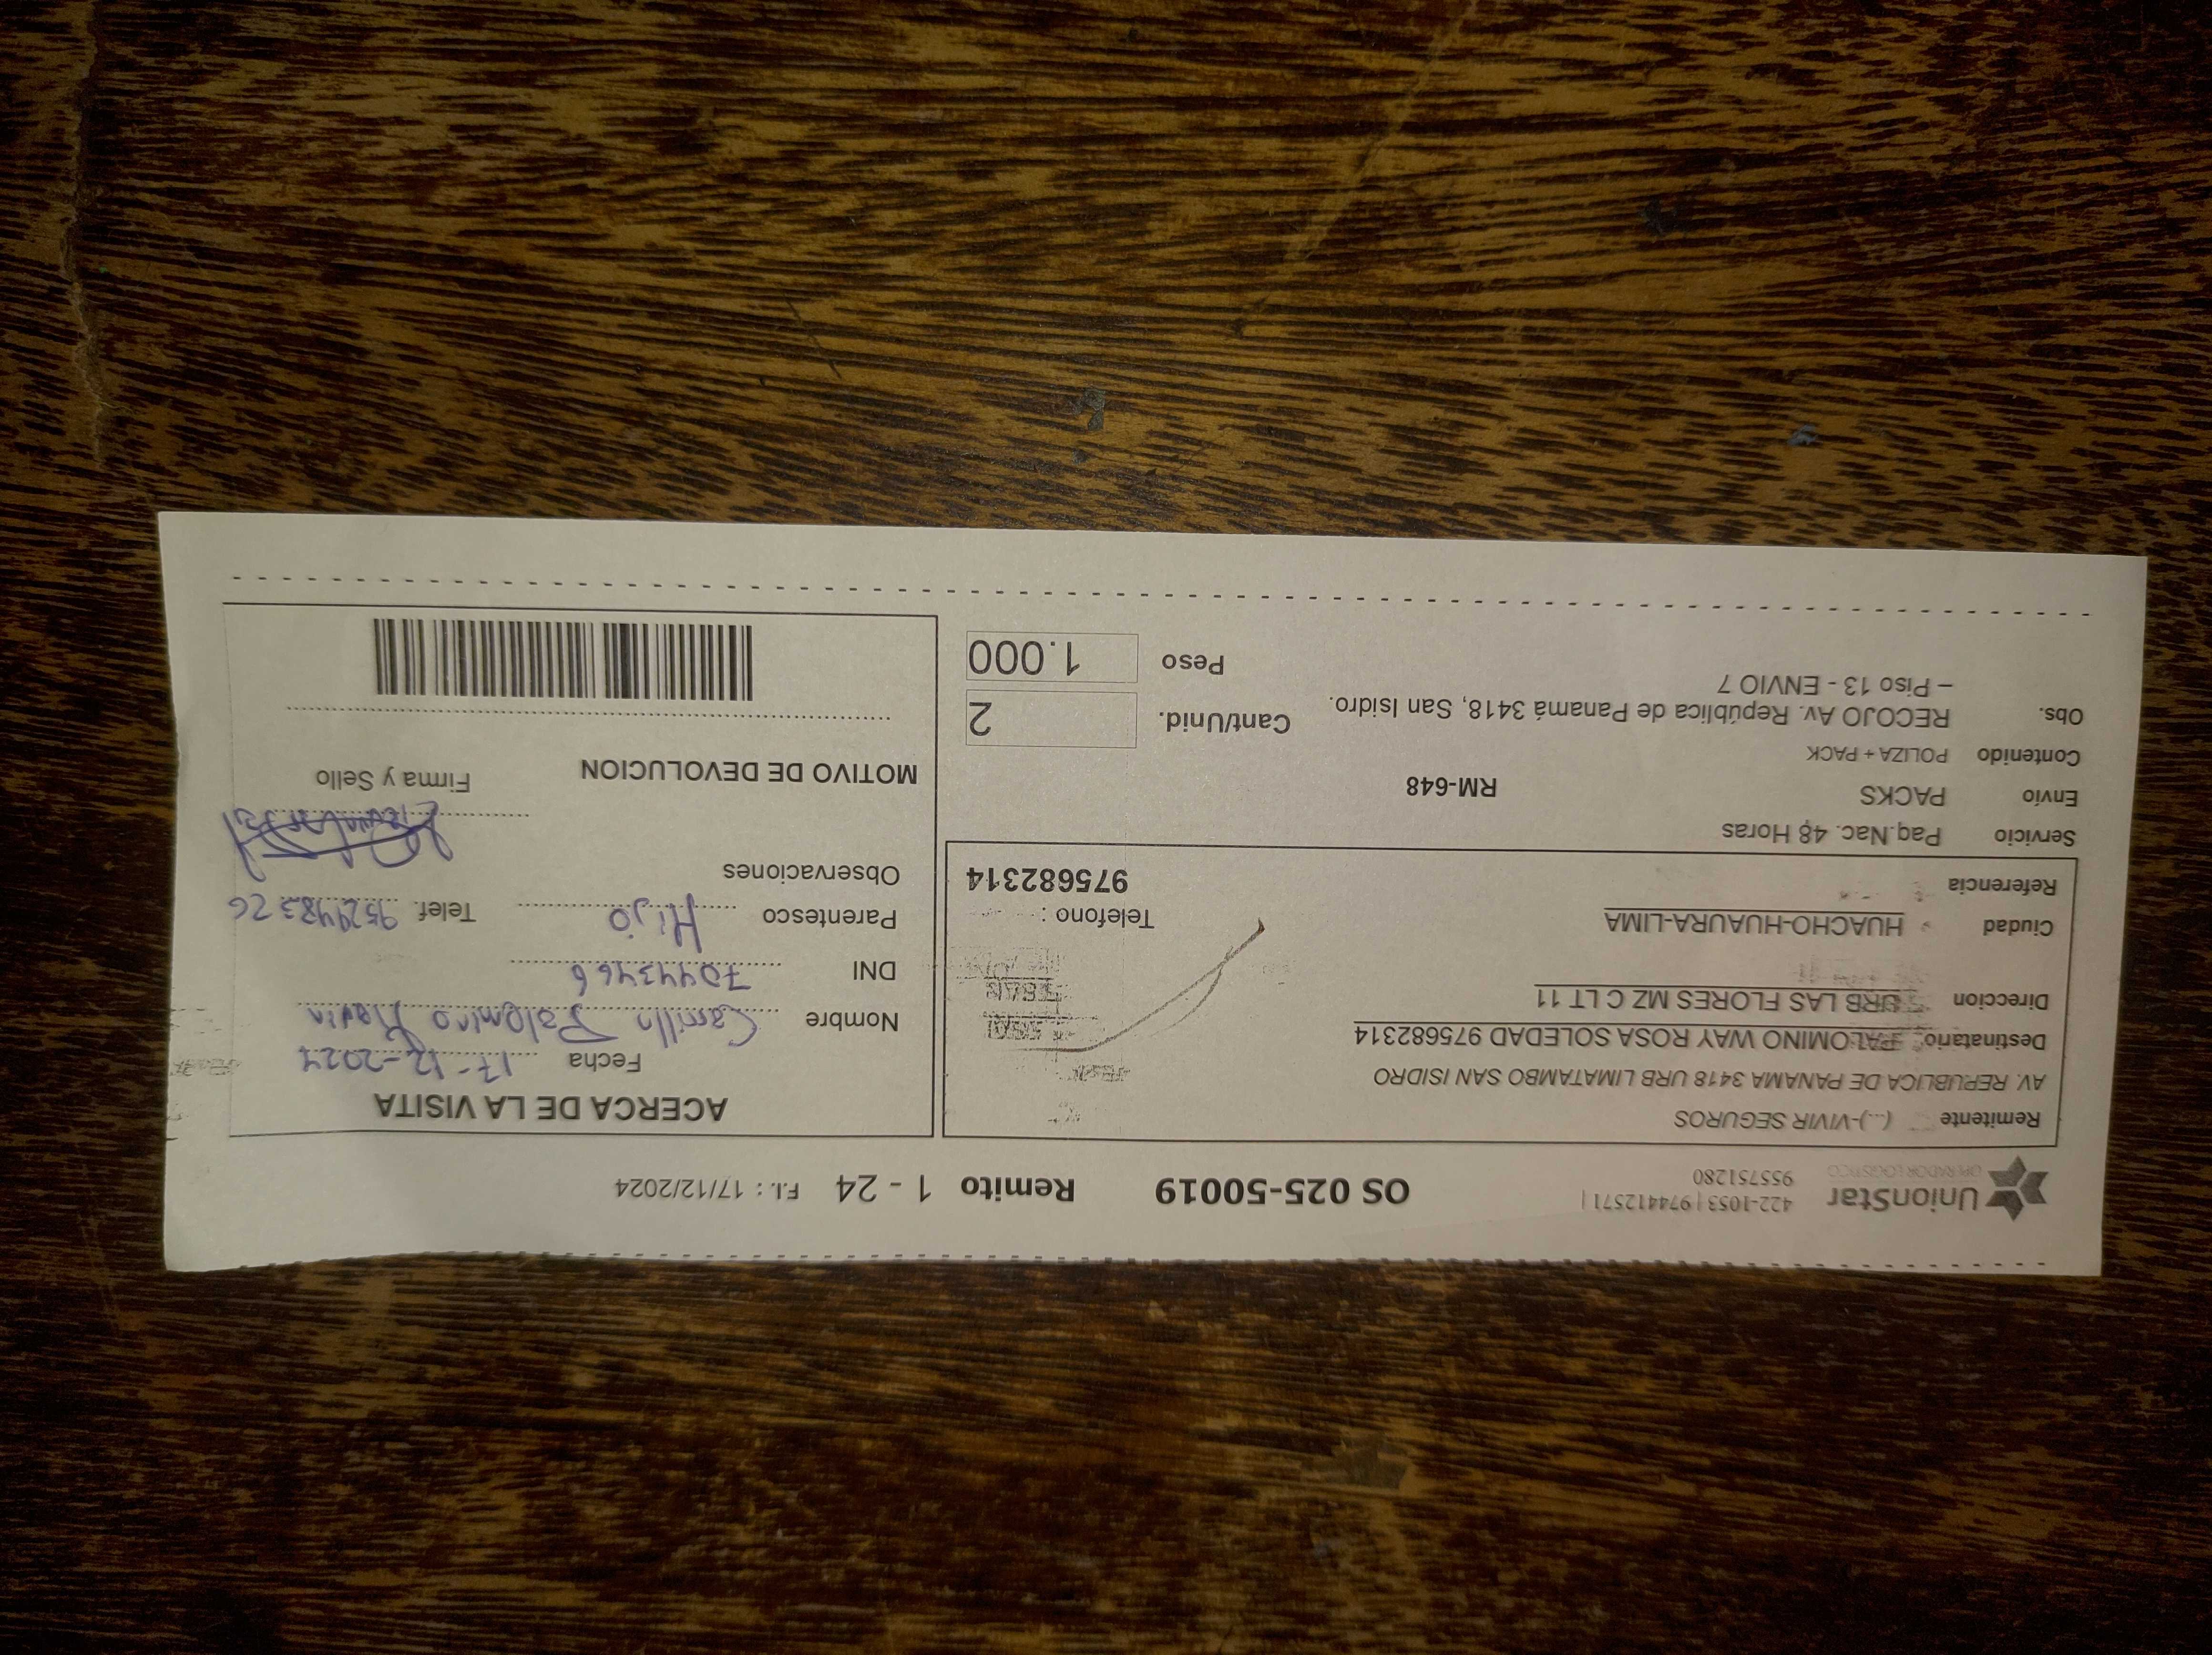 UnionStar
OPERADOR LOGISTICO
422-1053 | 974412571 |
955751280
OS 025-50019 Remito 1 - 24 F.I. : 17/12/2024
Remitente (...)-VIVIR SEGUROS
AV. REPUBLICA DE PANAMA 3418 URB LIMATAMBO SAN ISIDRO
Destinatario PALOMINO WAY ROSA SOLEDAD 975682314
Direccion URB LAS FLORES MZ C LT 11
Ciudad HUACHO-HUAURA-LIMA
Telefono :
Referencia
975682314
Servicio Paq.Nac. 48 Horas
Envio PACKS RM-648
Contenido POLIZA + PACK
Obs. RECOJO Av. República de Panamá 3418, San Isidro.
– Piso 13 - ENVIO 7
Cant/Unid. 2
Peso 1.000
ACERCA DE LA VISITA
Fecha 17-12-2024
Nombre Carrillo Palomino
DNI 70443466
Parentesco Hijo Telef. 952948326
Observaciones
Firma y Sello
MOTIVO DE DEVOLUCION